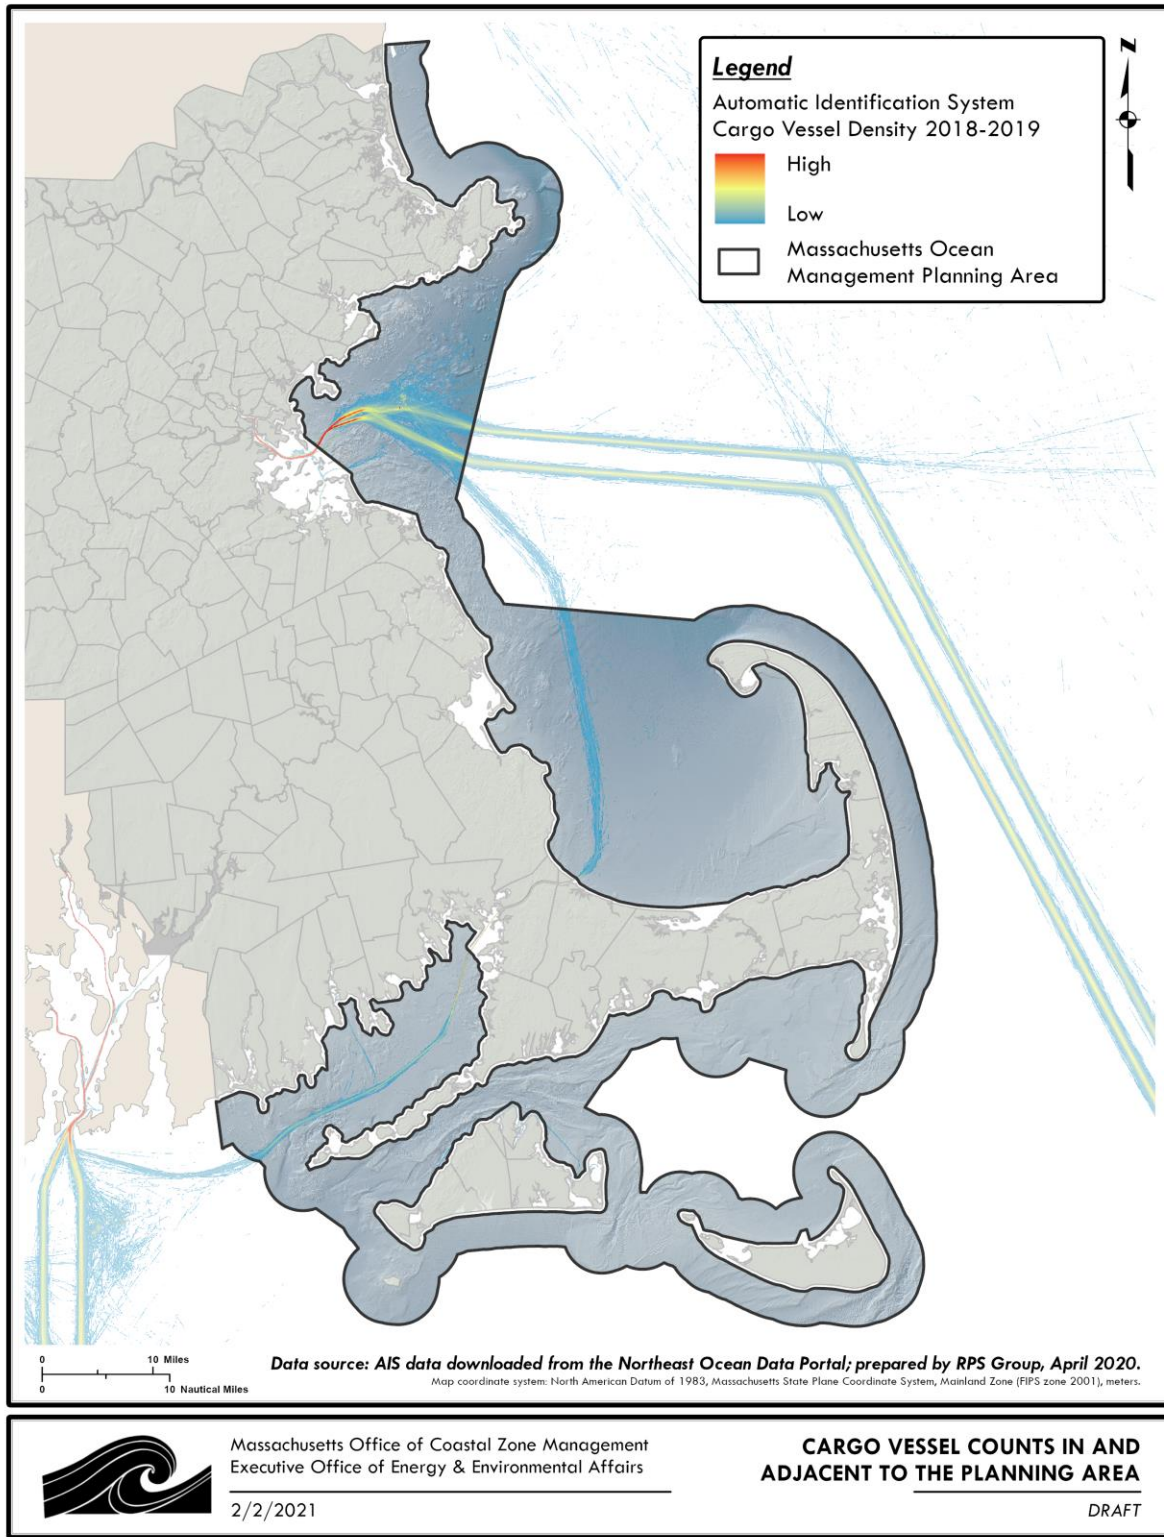 N
Legend
Automatic Identification System
Cargo Vessel Density 2018-2019
High
Low
Massachusetts Ocean
Management Planning Area
0 10 Miles
0 10 Nautical Miles
Data source: AIS data downloaded from the Northeast Ocean Data Portal; prepared by RPS Group, April 2020.
Map coordinate system: North American Datum of 1983, Massachusetts State Plane Coordinate System, Mainland Zone (FIPS zone 2001), meters.
Massachusetts Office of Coastal Zone Management
Executive Office of Energy & Environmental Affairs
2/2/2021
CARGO VESSEL COUNTS IN AND
ADJACENT TO THE PLANNING AREA
DRAFT